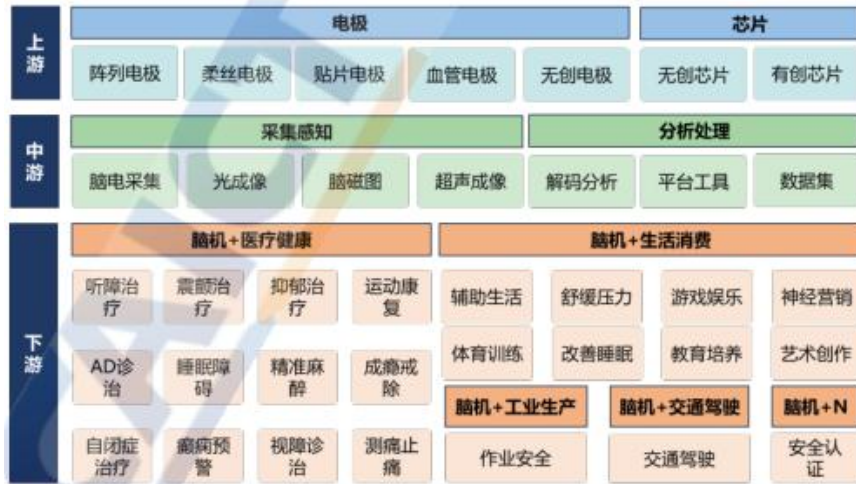 上游
电极
芯片
阵列电极
柔丝电极
贴片电极
血管电极
无创电极
无创芯片
有创芯片
中游
采集感知
分析处理
脑电采集
光成像
脑磁图
超声成像
解码分析
平台工具
数据集
下游
脑机+医疗健康
脑机+生活消费
听障治
疗
震颤治
疗
抑郁治
疗
运动康
复
辅助生活
舒缓压力
游戏娱乐
神经营销
AD诊
治
睡眠障
碍
精准麻
醉
成瘾戒
除
体育训练
改善睡眠
教育培养
艺术创作
脑机+工业生产
脑机+交通驾驶
脑机+N
自闭症
治疗
癫痫预
警
视障诊
治
测痛止
痛
作业安全
交通驾驶
安全认
证
CAICT